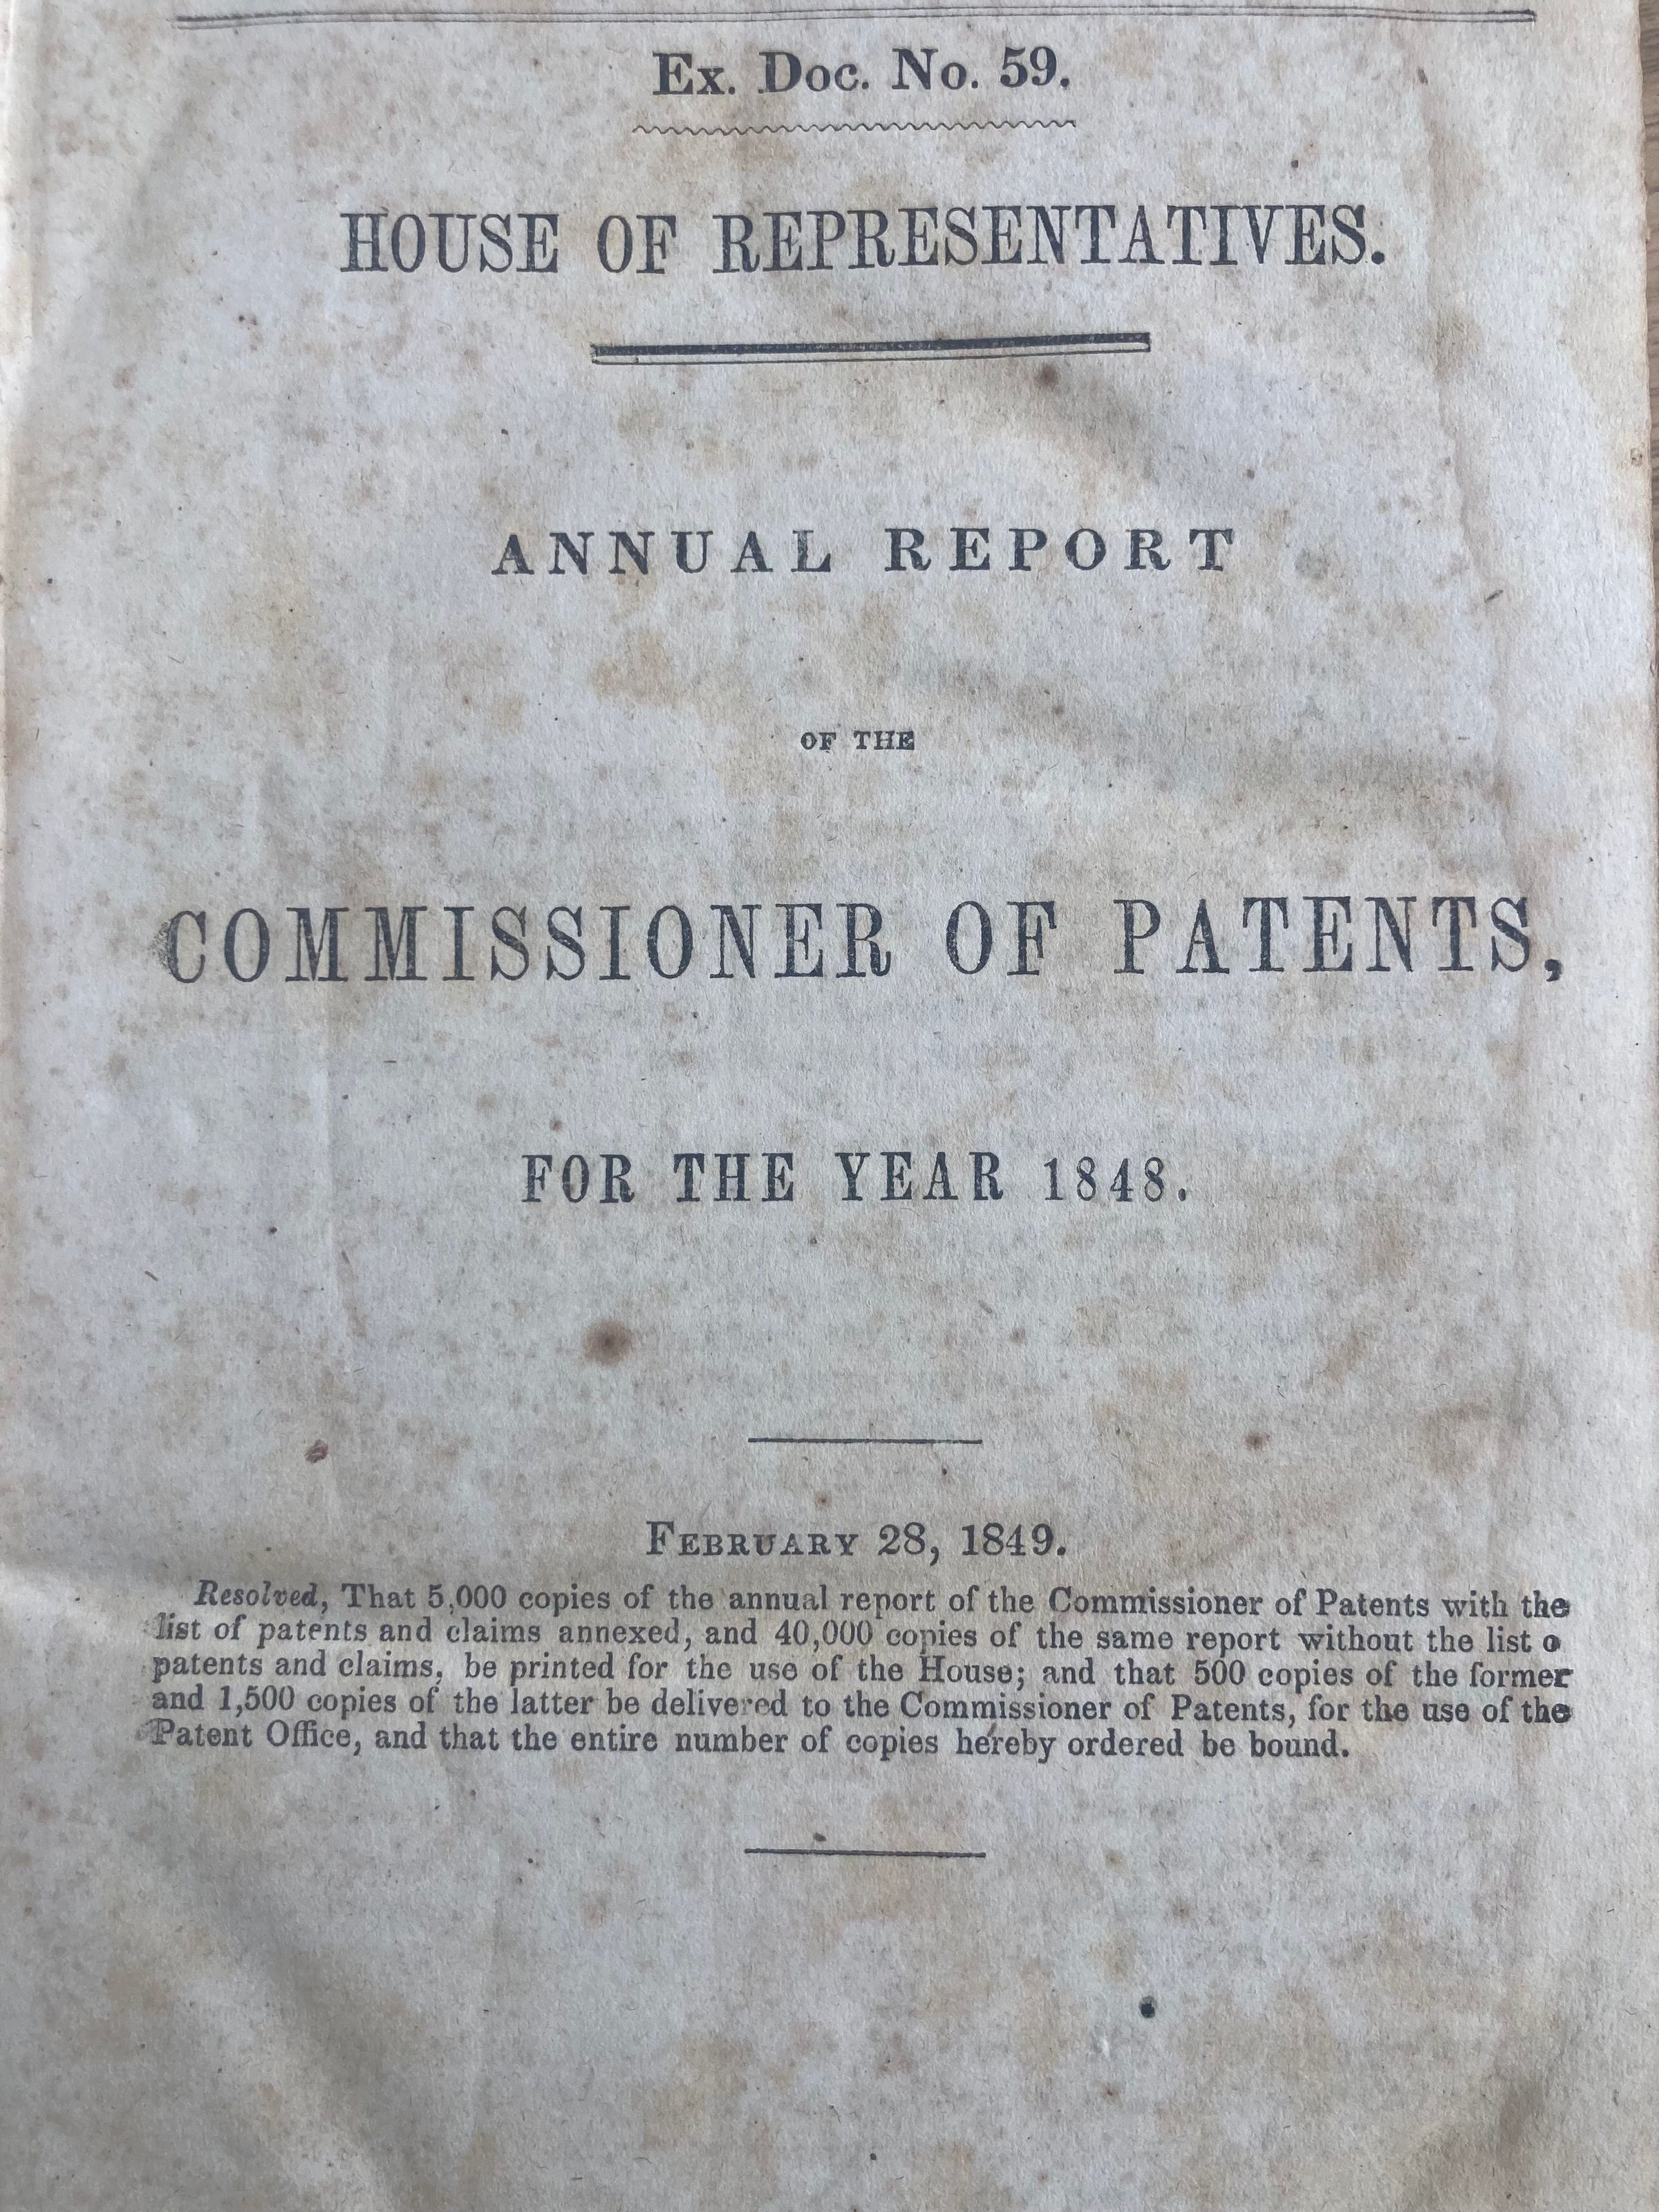 Ex. Doc. No. 59.
HOUSE OF REPRESENTATIVES.
ANNUAL REPORT
OF THE
COMMISSIONER OF PATENTS,
FOR THE YEAR 1848.
FEBRUARY 28, 1849.
Resolved, That 5,000 copies of the annual report of the Commissioner of Patents with the
list of patents and claims annexed, and 40,000 copies of the same report without the list o
patents and claims, be printed for the use of the House; and that 500 copies of the former
and 1,500 copies of the latter be delivered to the Commissioner of Patents, for the use of the
Patent Office, and that the entire number of copies hereby ordered be bound.